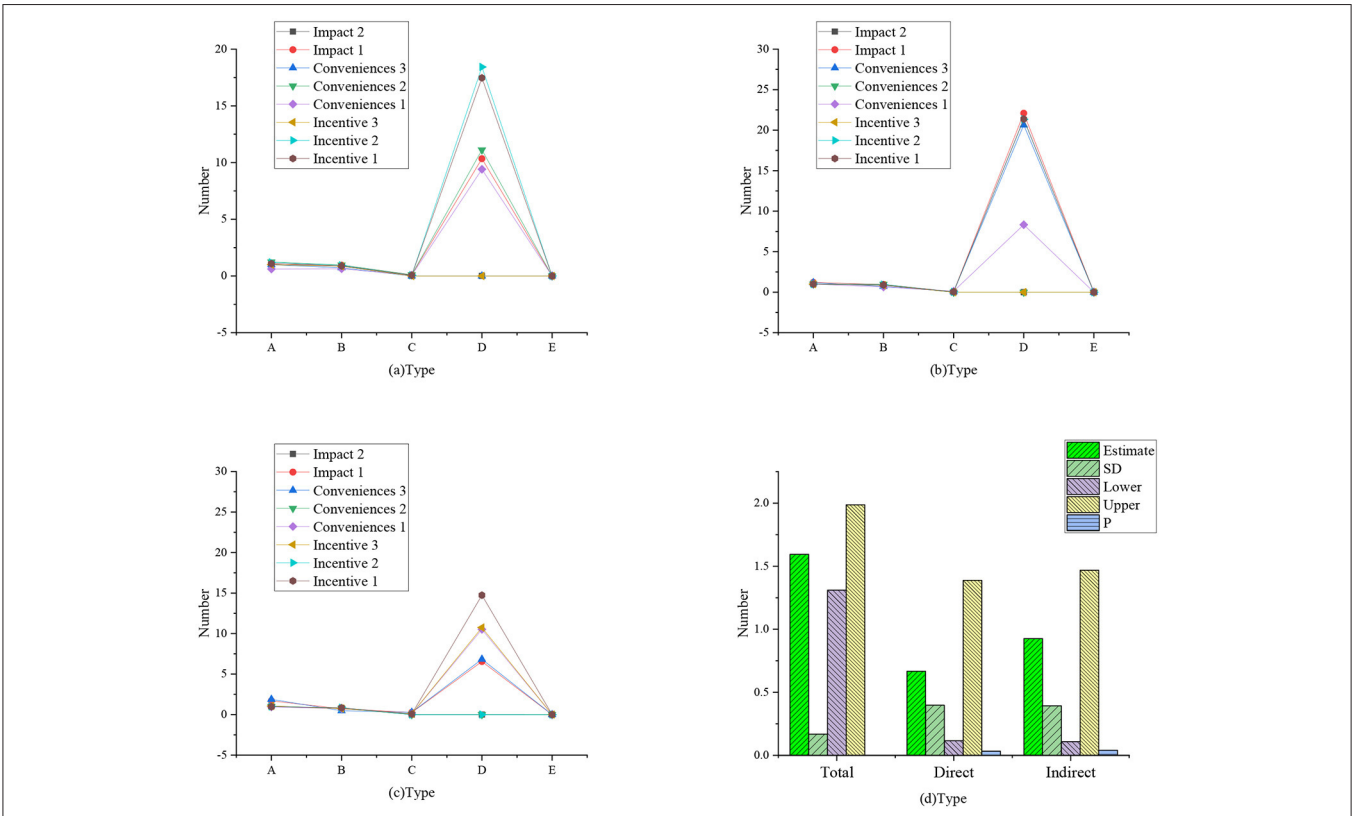 Impact 2
Impact 1
Conveniences 3
Conveniences 2
Conveniences 1
Incentive 3
Incentive 2
Incentive 1
20
15
10
5
0
-5
Number
A B C D E
(a)Type
Impact 2
Impact 1
Conveniences 3
Conveniences 2
Conveniences 1
Incentive 3
Incentive 2
Incentive 1
30
25
20
15
10
5
0
-5
Number
A B C D E
(b)Type
Impact 2
Impact 1
Conveniences 3
Conveniences 2
Conveniences 1
Incentive 3
Incentive 2
Incentive 1
30
25
20
15
10
5
0
-5
Number
A B C D E
(c)Type
Estimate
SD
Lower
Upper
P
2.0
1.5
1.0
0.5
0.0
Number
Total Direct Indirect
(d)Type